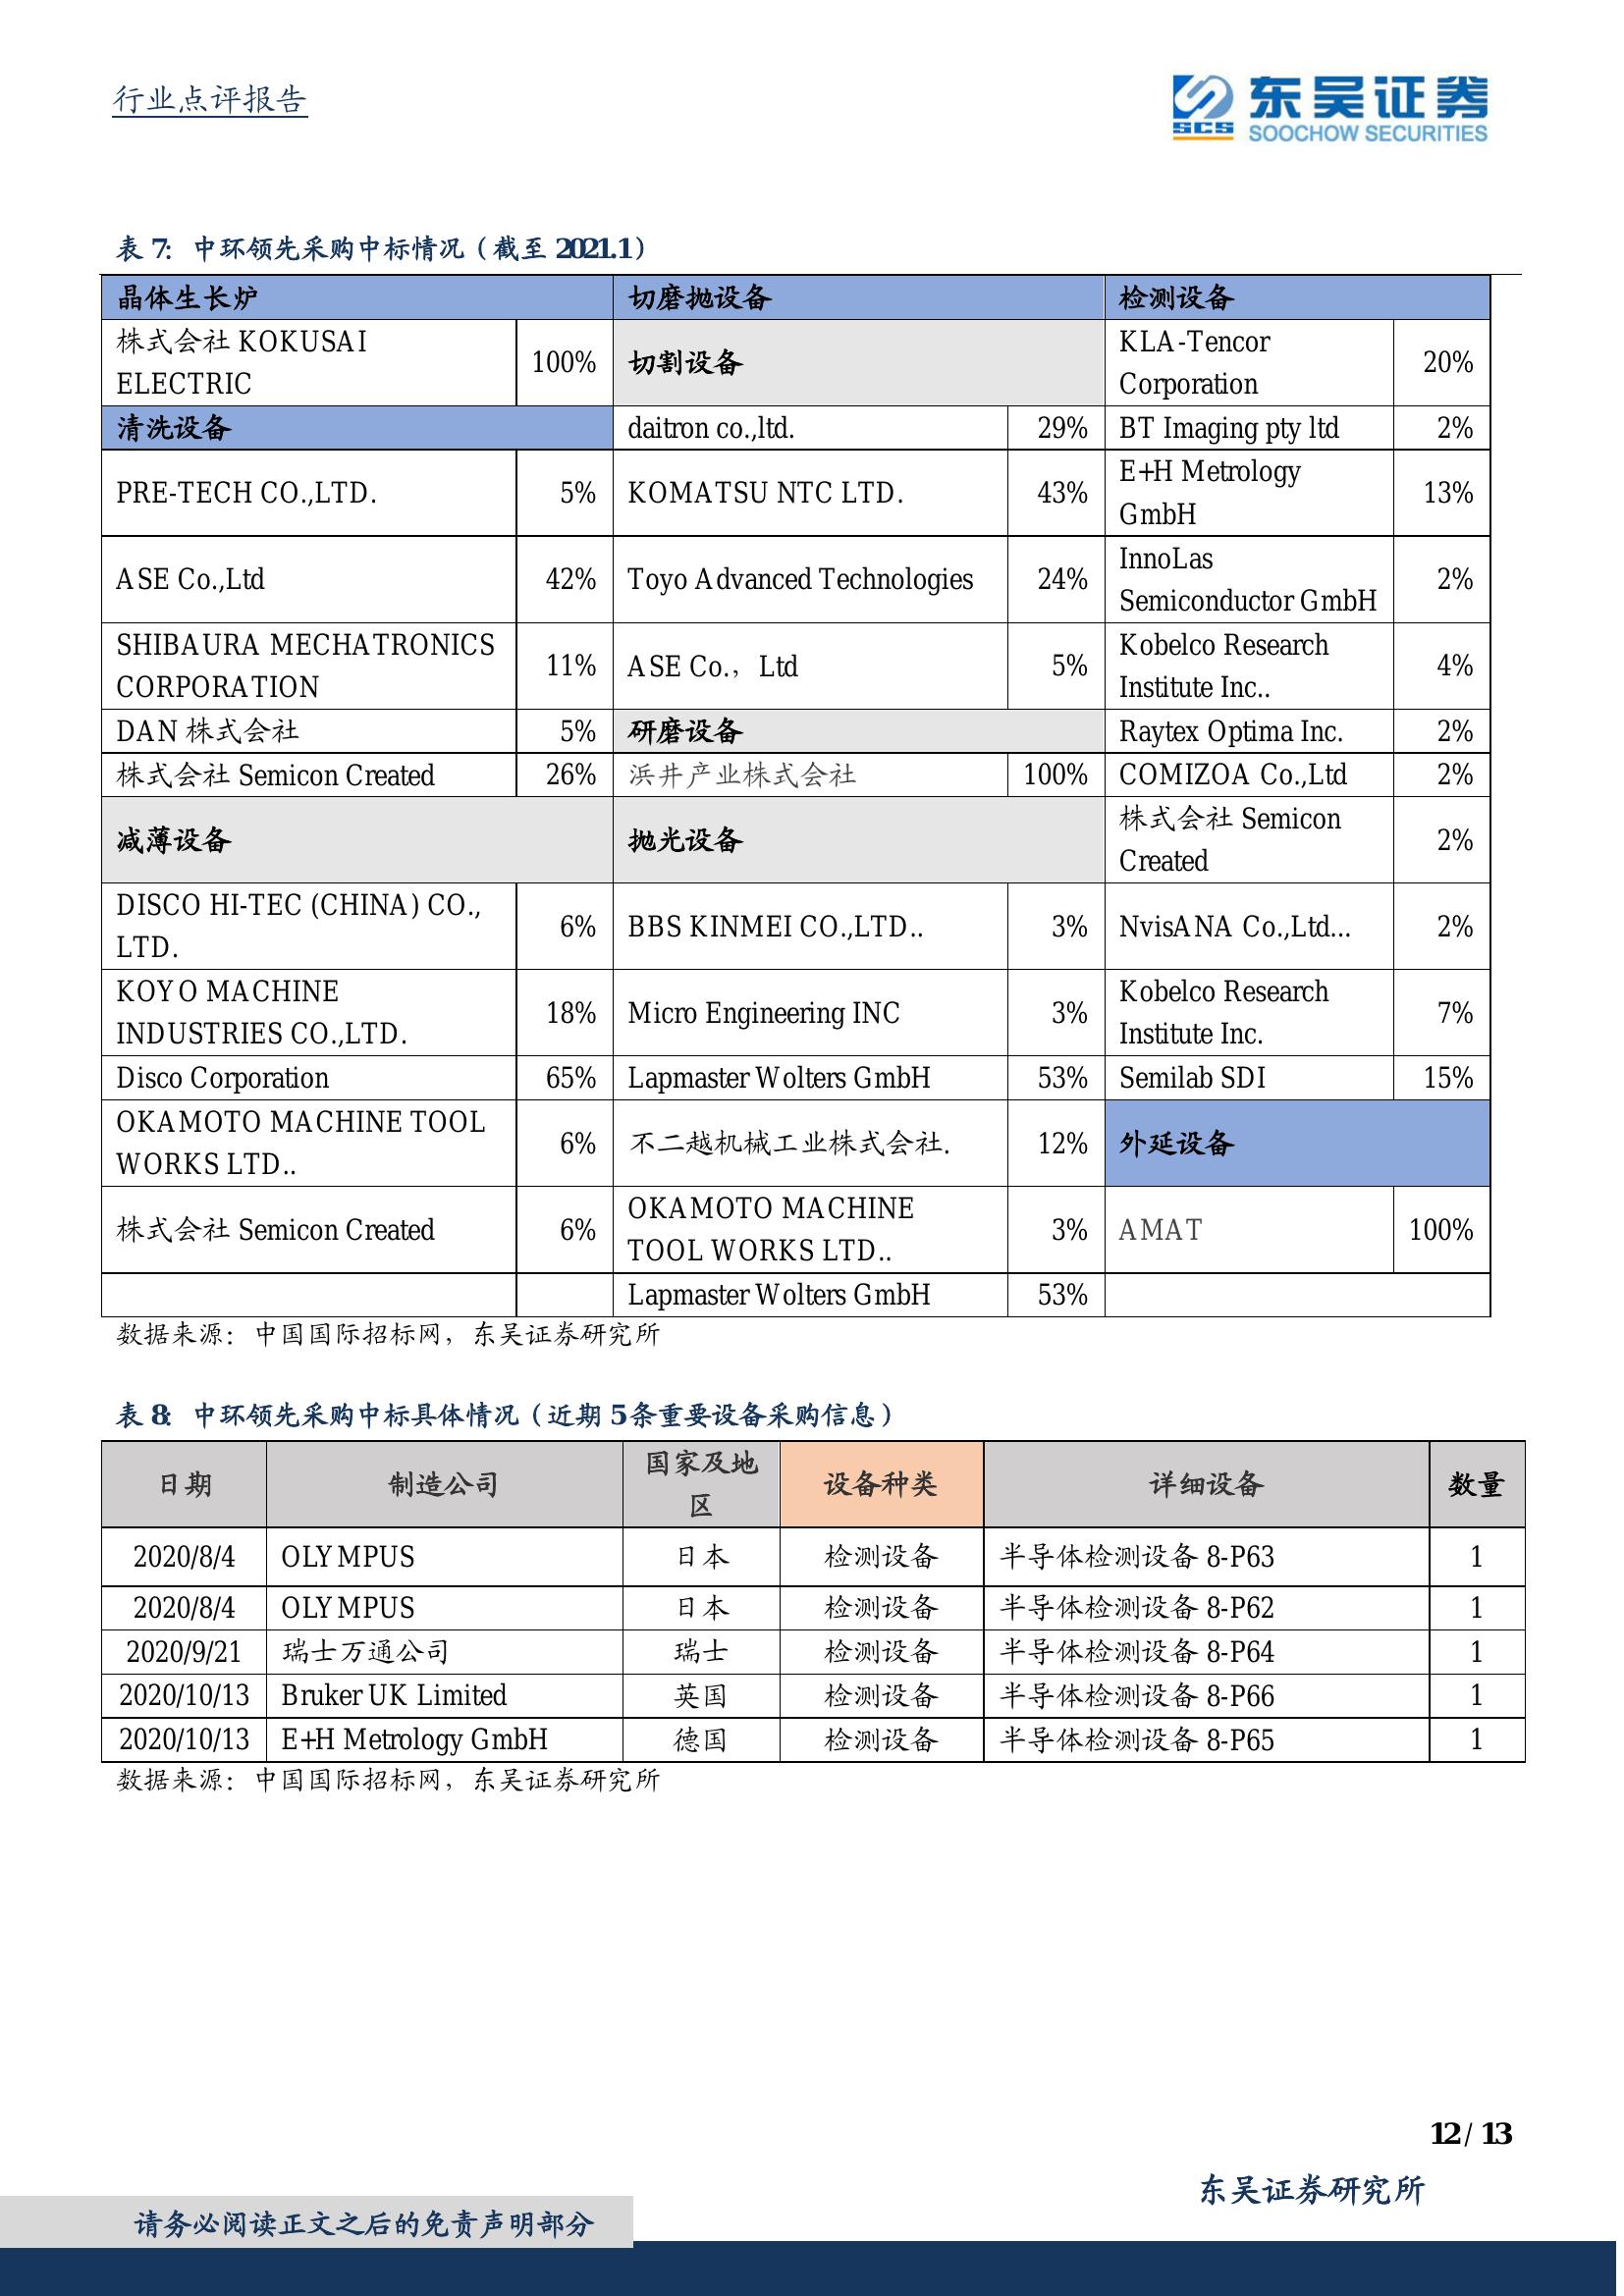 行业点评报告
SCS
东吴证券
SOOCHOW SECURITIES
表 7: 中环领先采购中标情况（截至 2021.1）
晶体生长炉 切磨抛设备 检测设备
株式会社 KOKUSAI ELECTRIC 100% 切割设备 KLA-Tencor Corporation 20%
清洗设备 daitron co.,ltd. 29% BT Imaging pty ltd 2%
PRE-TECH CO.,LTD. 5% KOMATSU NTC LTD. 43% E+H Metrology GmbH 13%
ASE Co.,Ltd 42% Toyo Advanced Technologies 24% InnoLas Semiconductor GmbH 2%
SHIBAURA MECHATRONICS CORPORATION 11% ASE Co.，Ltd 5% Kobelco Research Institute Inc.. 4%
DAN 株式会社 5% 研磨设备 Raytex Optima Inc. 2%
株式会社 Semicon Created 26% 浜井产业株式会社 100% COMIZOA Co.,Ltd 2%
减薄设备 抛光设备 株式会社 Semicon Created 2%
DISCO HI-TEC (CHINA) CO., LTD. 6% BBS KINMEI CO.,LTD.. 3% NvisANA Co.,Ltd... 2%
KOYO MACHINE INDUSTRIES CO.,LTD. 18% Micro Engineering INC 3% Kobelco Research Institute Inc. 7%
Disco Corporation 65% Lapmaster Wolters GmbH 53% Semilab SDI 15%
OKAMOTO MACHINE TOOL WORKS LTD.. 6% 不二越机械工业株式会社. 12% 外延设备
株式会社 Semicon Created 6% OKAMOTO MACHINE TOOL WORKS LTD.. 3% AMAT 100%
Lapmaster Wolters GmbH 53%
数据来源：中国国际招标网，东吴证券研究所
表 8: 中环领先采购中标具体情况（近期 5 条重要设备采购信息）
日期 制造公司 国家及地区 设备种类 详细设备 数量
2020/8/4 OLYMPUS 日本 检测设备 半导体检测设备 8-P63 1
2020/8/4 OLYMPUS 日本 检测设备 半导体检测设备 8-P62 1
2020/9/21 瑞士万通公司 瑞士 检测设备 半导体检测设备 8-P64 1
2020/10/13 Bruker UK Limited 英国 检测设备 半导体检测设备 8-P66 1
2020/10/13 E+H Metrology GmbH 德国 检测设备 半导体检测设备 8-P65 1
数据来源：中国国际招标网，东吴证券研究所
12 / 13
东吴证券研究所
请务必阅读正文之后的免责声明部分